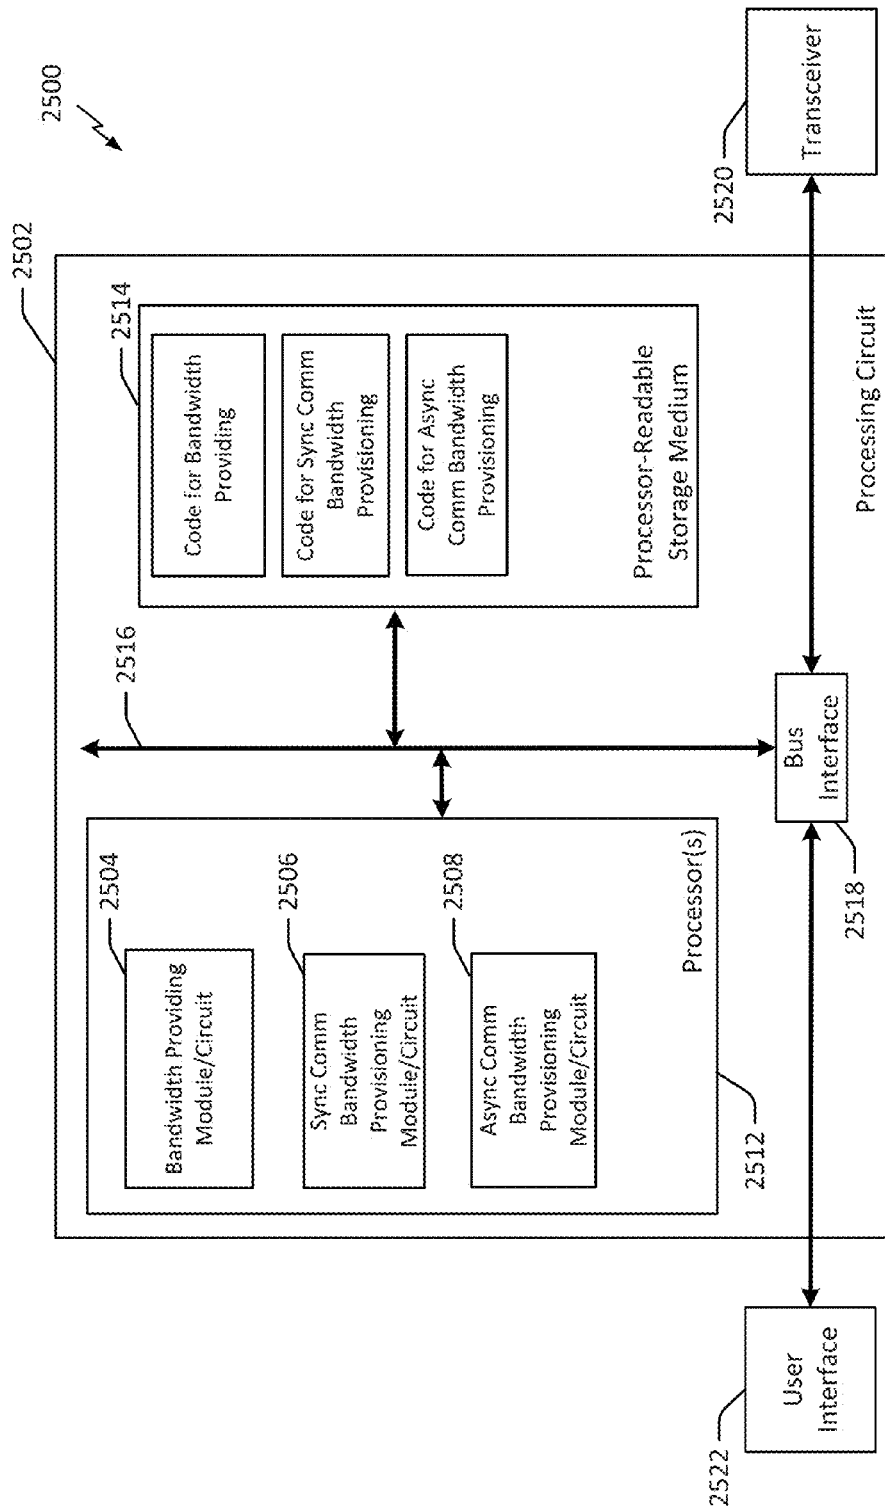 2500
2502
2504
Bandwidth Providing
Module/Circuit
2506
Sync Comm
Bandwidth
Provisioning
Module/Circuit
2508
Async Comm
Bandwidth
Provisioning
Module/Circuit
Processor(s)
2512
2516
2514
Code for Bandwidth
Providing
Code for Sync Comm
Bandwidth
Provisioning
Code for Async
Comm Bandwidth
Provisioning
Processor-Readable
Storage Medium
Bus
Interface
2518
Processing Circuit
User
Interface
2522
2520
Transceiver